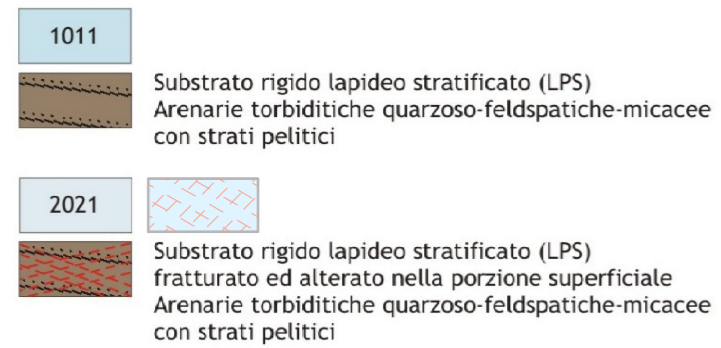 1011
Substrato rigido lapideo stratificato (LPS)
Arenarie torbiditiche quarzoso-feldspatiche-micacee
con strati pelitici
2021
Substrato rigido lapideo stratificato (LPS)
fratturato ed alterato nella porzione superficiale
Arenarie torbiditiche quarzoso-feldspatiche-micacee
con strati pelitici